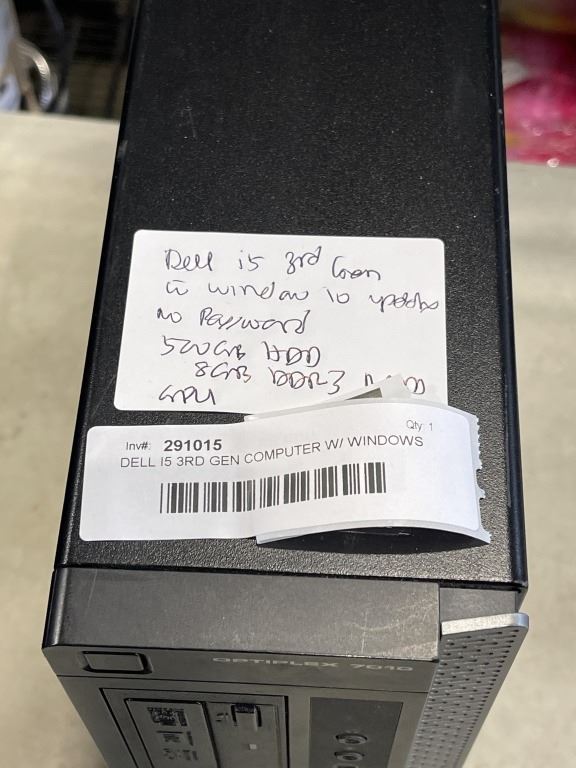 Dell i5 3rd Gen
w window 10 updates
No Password
500GB HDD
8GB DDR3
GPU
Inv#: 291015
Qty: 1
DELL I5 3RD GEN COMPUTER W/ WINDOWS
OPTIPLEX 7010